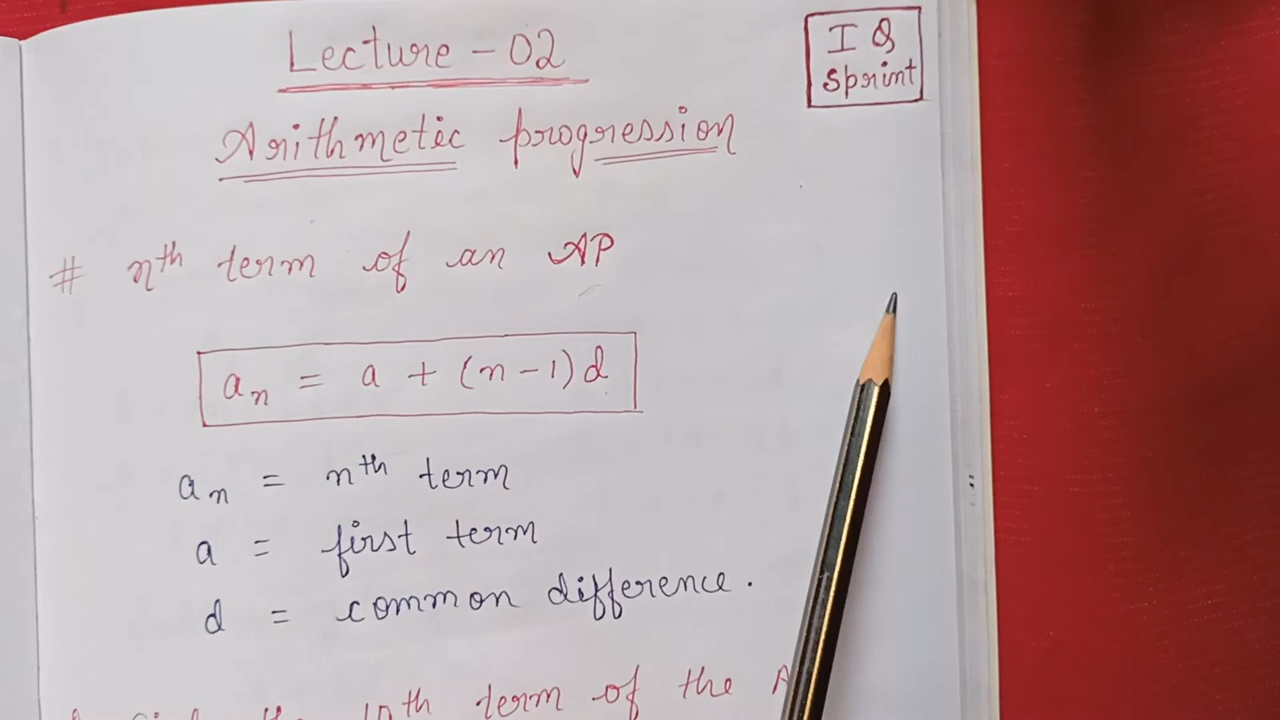 Lecture - 02
I Q
Sprint
Arithmetic progression
# nth term of an AP
an = a + (n-1)d
an = nth term
a = first term
d = common difference.
10th term of the A